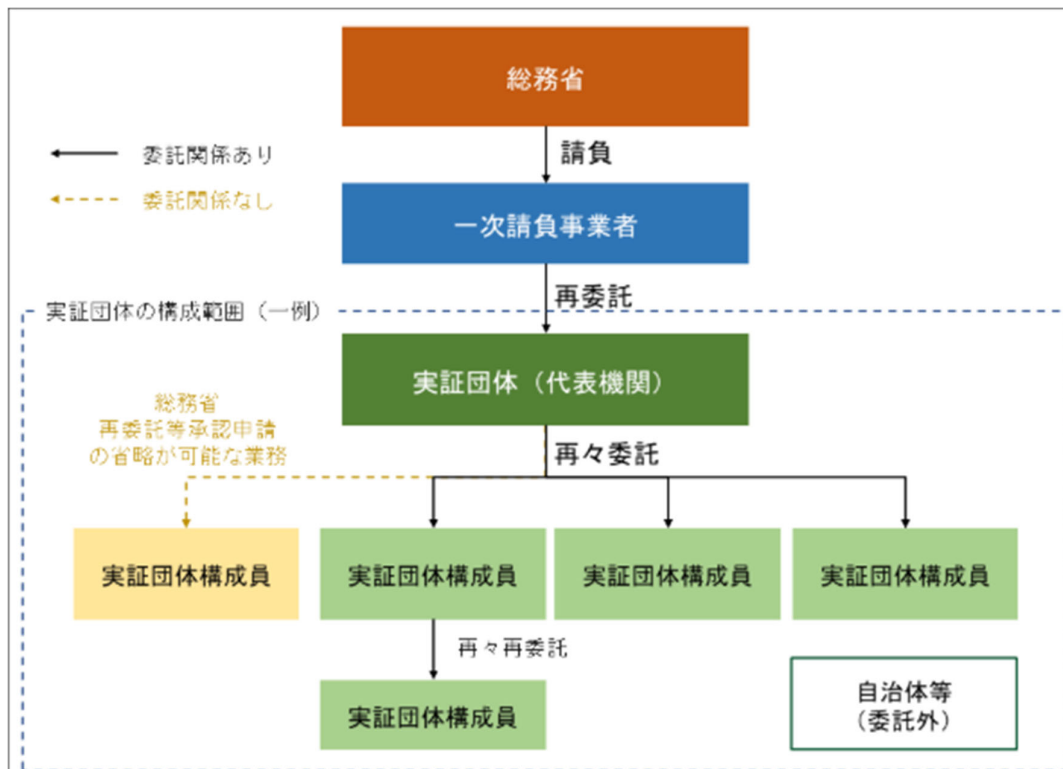 総務省
請負
委託関係あり
委託関係なし
一次請負事業者
再委託
実証団体の構成範囲（一例）
実証団体（代表機関）
総務省
再委託等承認申請
の省略が可能な業務
再々委託
実証団体構成員
実証団体構成員
実証団体構成員
実証団体構成員
再々再委託
実証団体構成員
自治体等
（委託外）